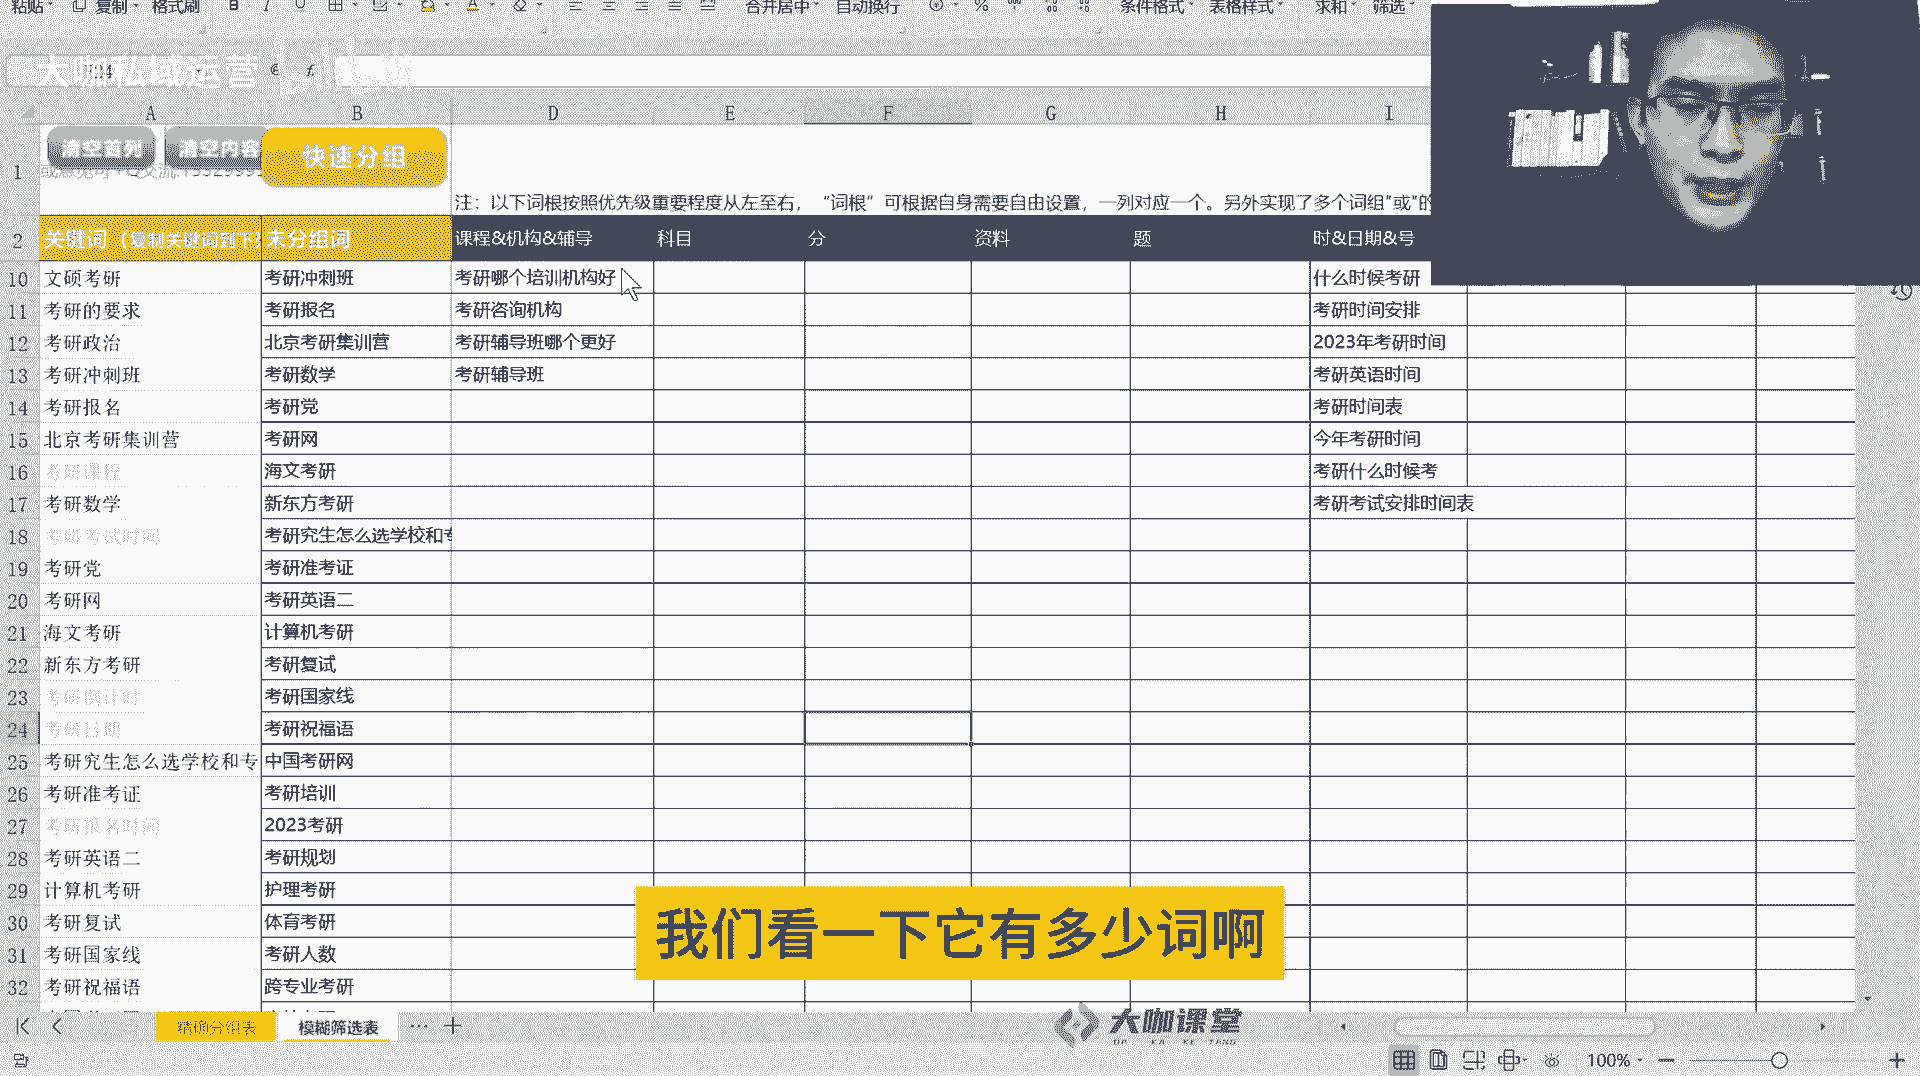 粘贴 复制 格式刷 B I U 合并居中 自动换行 % 条件格式 表格样式 求和 筛选
大咖私域运营 bilibili
A B D E F G H I
清空首列 清空内容 快速分组
1 注：以下词根按照优先级重要程度从左至右，“词根”可根据自身需要自由设置，一列对应一个。另外实现了多个词组"或"的
2 关键词（复制关键词到下 未分组词 课程&机构&辅导 科目 分 资料 题 时&日期&号
10 文硕考研 考研冲刺班 考研哪个培训机构好 什么时候考研
11 考研的要求 考研报名 考研咨询机构 考研时间安排
12 考研政治 北京考研集训营 考研辅导班哪个更好 2023年考研时间
13 考研冲刺班 考研数学 考研辅导班 考研英语时间
14 考研报名 考研党 考研时间表
15 北京考研集训营 考研网 今年考研时间
16 考研课程 海文考研 考研什么时候考
17 考研数学 新东方考研 考研考试安排时间表
18 考研考试时间 考研究生怎么选学校和专
19 考研党 考研准考证
20 考研网 考研英语二
21 海文考研 计算机考研
22 新东方考研 考研复试
23 考研倒计时 考研国家线
24 考研日期 考研祝福语
25 考研究生怎么选学校和专 中国考研网
26 考研准考证 考研培训
27 考研报名时间 2023考研
28 考研英语二 考研规划
29 计算机考研 护理考研
30 考研复试 体育考研
31 考研国家线 考研人数
32 考研祝福语 跨专业考研
我们看一下它有多少词啊
精确分组表 模糊筛选表 ··· +
大咖课堂
DA KA KE TANG
100%